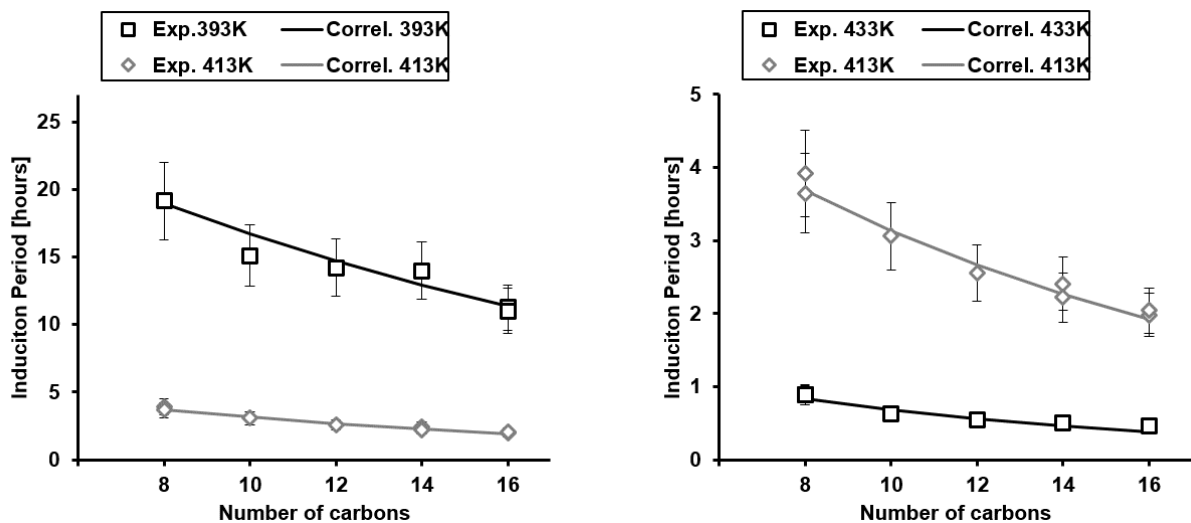 Exp.393K Correl. 393K
Exp. 413K Correl. 413K
Induciton Period [hours]
25
20
15
10
5
0
8 10 12 14 16
Number of carbons
Exp. 433K Correl. 433K
Exp. 413K Correl. 413K
Induciton Period [hours]
5
4
3
2
1
0
8 10 12 14 16
Number of carbons